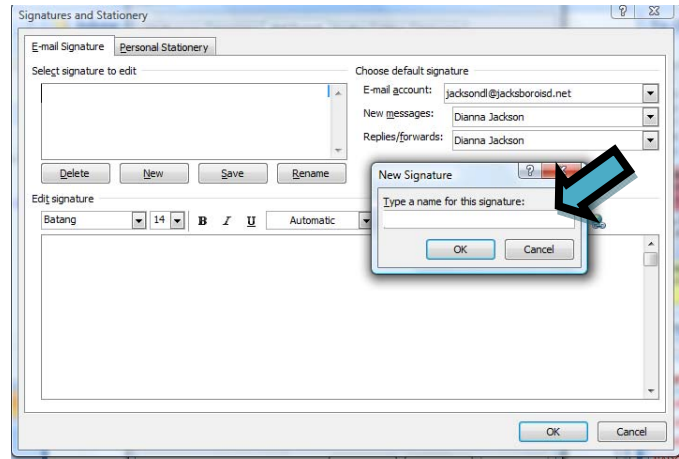 Signatures and Stationery
E-mail Signature Personal Stationery
Select signature to edit
Choose default signature
E-mail account: jacksondl@jacksboroisd.net
New messages: Dianna Jackson
Replies/forwards: Dianna Jackson
Delete New Save Rename
New Signature
Type a name for this signature:
OK Cancel
Edit signature
Batang 14 B I U Automatic
OK Cancel